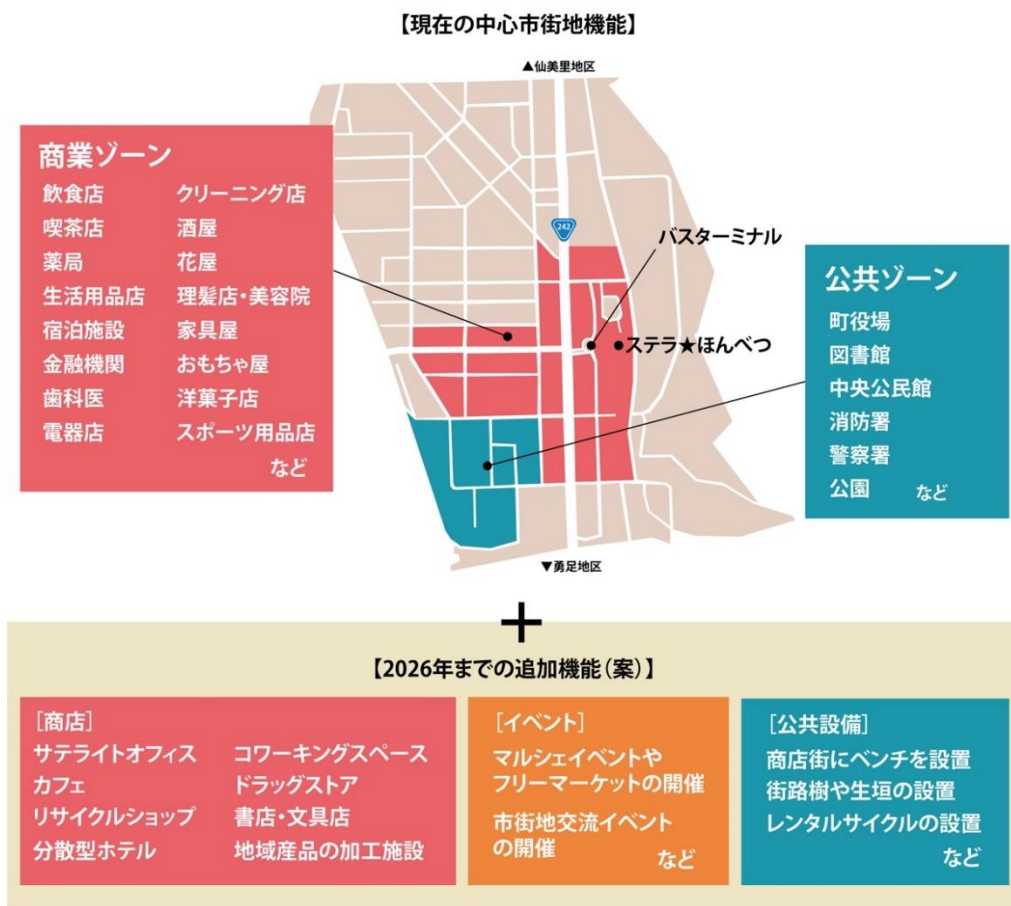 【現在の中心市街地機能】
▲仙美里地区
商業ゾーン
飲食店
喫茶店
薬局
生活用品店
宿泊施設
金融機関
歯科医
電器店
クリーニング店
酒屋
花屋
理髪店・美容院
家具屋
おもちゃ屋
洋菓子店
スポーツ用品店
など
242
バスターミナル
ステラ★ほんべつ
公共ゾーン
町役場
図書館
中央公民館
消防署
警察署
公園
など
▼勇足地区
+
【2026年までの追加機能(案)】
[商店]
サテライトオフィス
カフェ
リサイクルショップ
分散型ホテル
コワーキングスペース
ドラッグストア
書店・文具店
地域産品の加工施設
[イベント]
マルシェイベントや
フリーマーケットの開催
市街地交流イベント
の開催
など
[公共設備]
商店街にベンチを設置
街路樹や生垣の設置
レンタルサイクルの設置
など